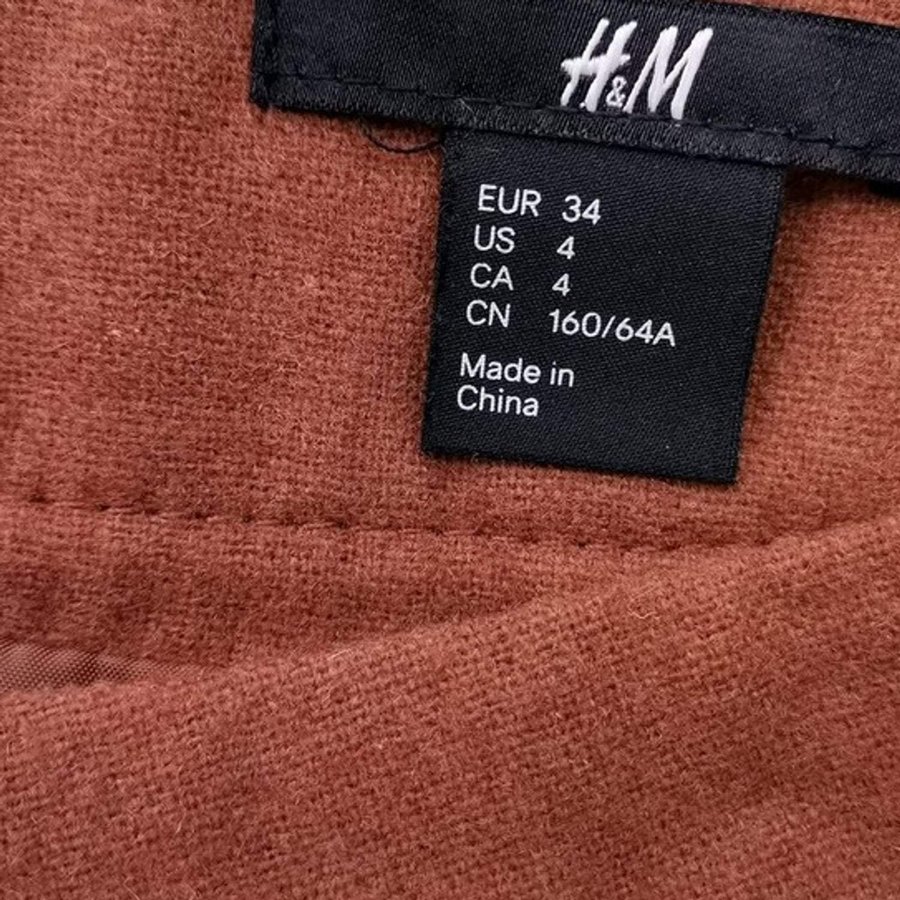 H&M
EUR 34
US 4
CA 4
CN 160/64A
Made in
China